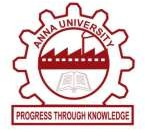 ANNA UNIVERSITY
PROGRESS THROUGH KNOWLEDGE